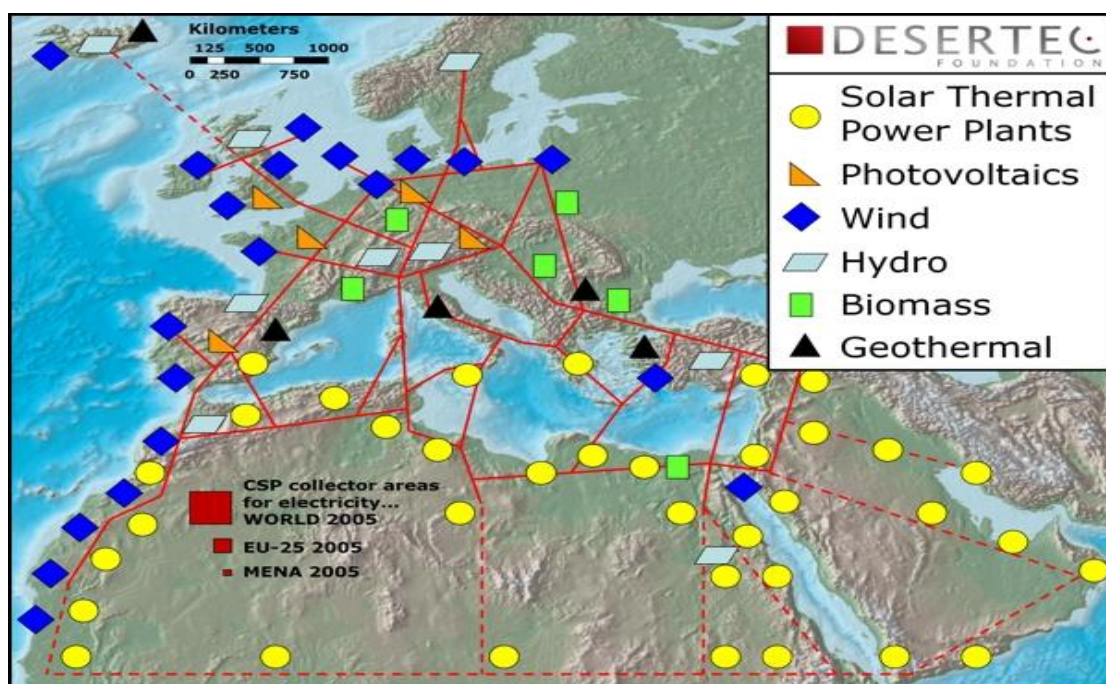 Kilometers
125 500 1000
0 250 750
DESERTEC
FOUNDATION
Solar Thermal
Power Plants
Photovoltaics
Wind
Hydro
Biomass
Geothermal
CSP collector areas
for electricity...
WORLD 2005
EU-25 2005
MENA 2005